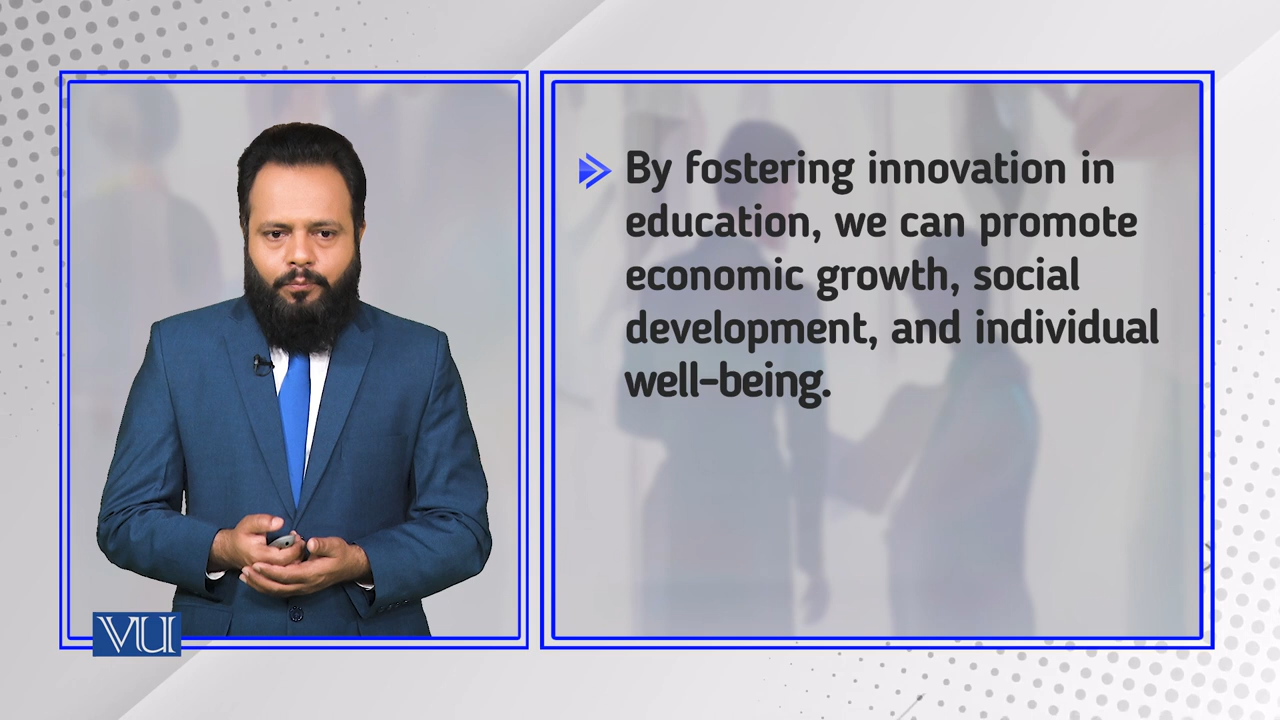 By fostering innovation in
education, we can promote
economic growth, social
development, and individual
well-being.
VU